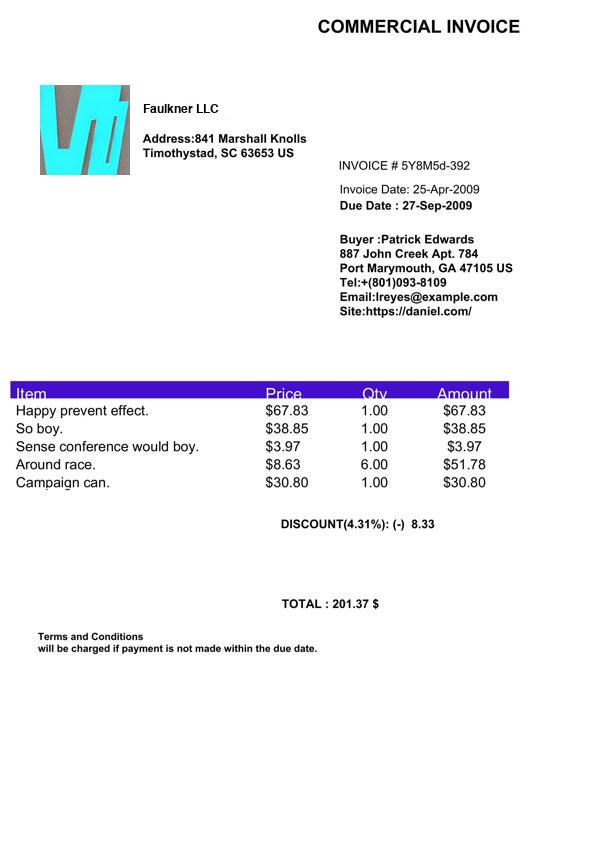 COMMERCIAL INVOICE
Faulkner LLC
Address:841 Marshall Knolls
Timothystad, SC 63653 US
INVOICE # 5Y8M5d-392
Invoice Date: 25-Apr-2009
Due Date : 27-Sep-2009
Buyer :Patrick Edwards
887 John Creek Apt. 784
Port Marymouth, GA 47105 US
Tel:+(801)093-8109
Email:lreyes@example.com
Site:https://daniel.com/
Item Price Qty Amount
Happy prevent effect. $67.83 1.00 $67.83
So boy. $38.85 1.00 $38.85
Sense conference would boy. $3.97 1.00 $3.97
Around race. $8.63 6.00 $51.78
Campaign can. $30.80 1.00 $30.80
DISCOUNT(4.31%): (-) 8.33
TOTAL : 201.37 $
Terms and Conditions
will be charged if payment is not made within the due date.